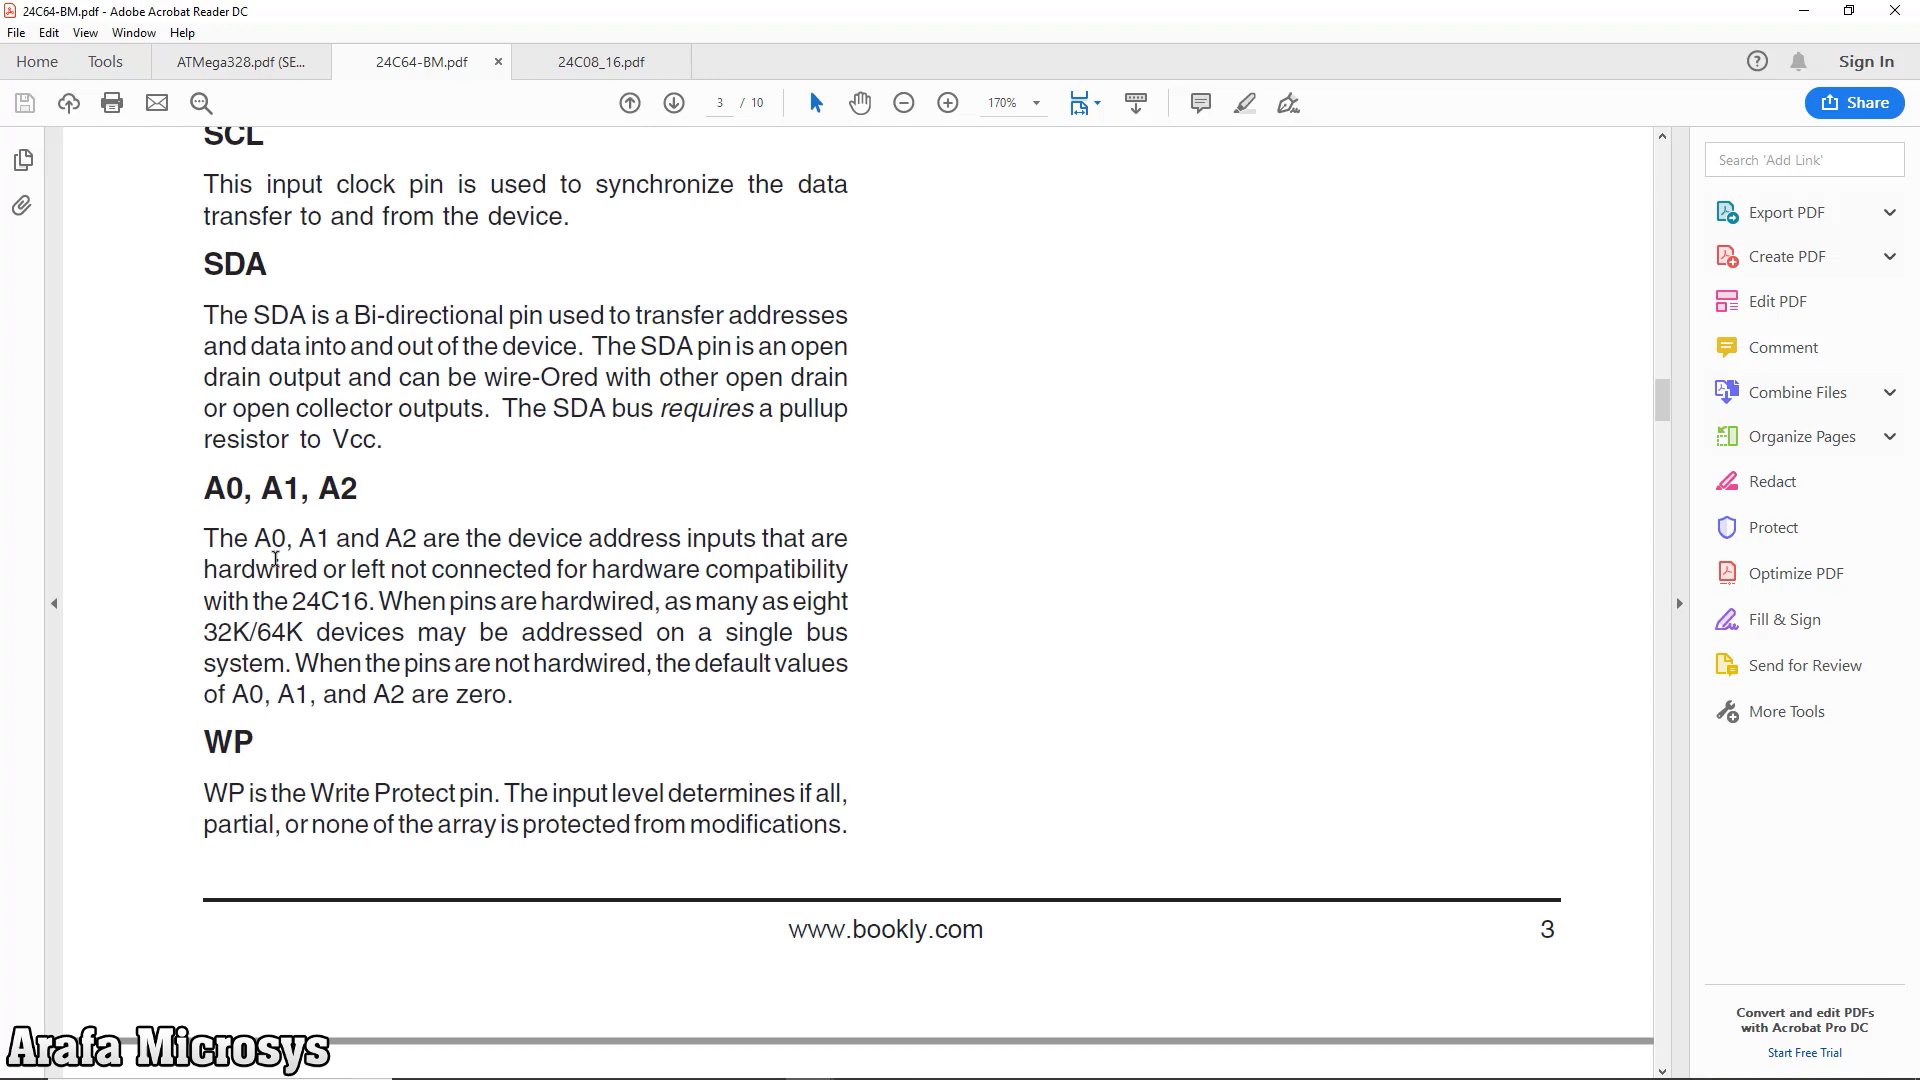 24C64-BM.pdf - Adobe Acrobat Reader DC
File Edit View Window Help
Home Tools ATMega328.pdf (SE... 24C64-BM.pdf × 24C08_16.pdf Sign In
3 / 10 170% Share
SCL
This input clock pin is used to synchronize the data
transfer to and from the device.
SDA
The SDA is a Bi-directional pin used to transfer addresses
and data into and out of the device. The SDA pin is an open
drain output and can be wire-Ored with other open drain
or open collector outputs. The SDA bus requires a pullup
resistor to Vcc.
A0, A1, A2
The A0, A1 and A2 are the device address inputs that are
hardwired or left not connected for hardware compatibility
with the 24C16. When pins are hardwired, as many as eight
32K/64K devices may be addressed on a single bus
system. When the pins are not hardwired, the default values
of A0, A1, and A2 are zero.
WP
WP is the Write Protect pin. The input level determines if all,
partial, or none of the array is protected from modifications.
www.bookly.com 3
Search 'Add Link'
Export PDF
Create PDF
Edit PDF
Comment
Combine Files
Organize Pages
Redact
Protect
Optimize PDF
Fill & Sign
Send for Review
More Tools
Convert and edit PDFs
with Acrobat Pro DC
Start Free Trial
Arafa Microsys